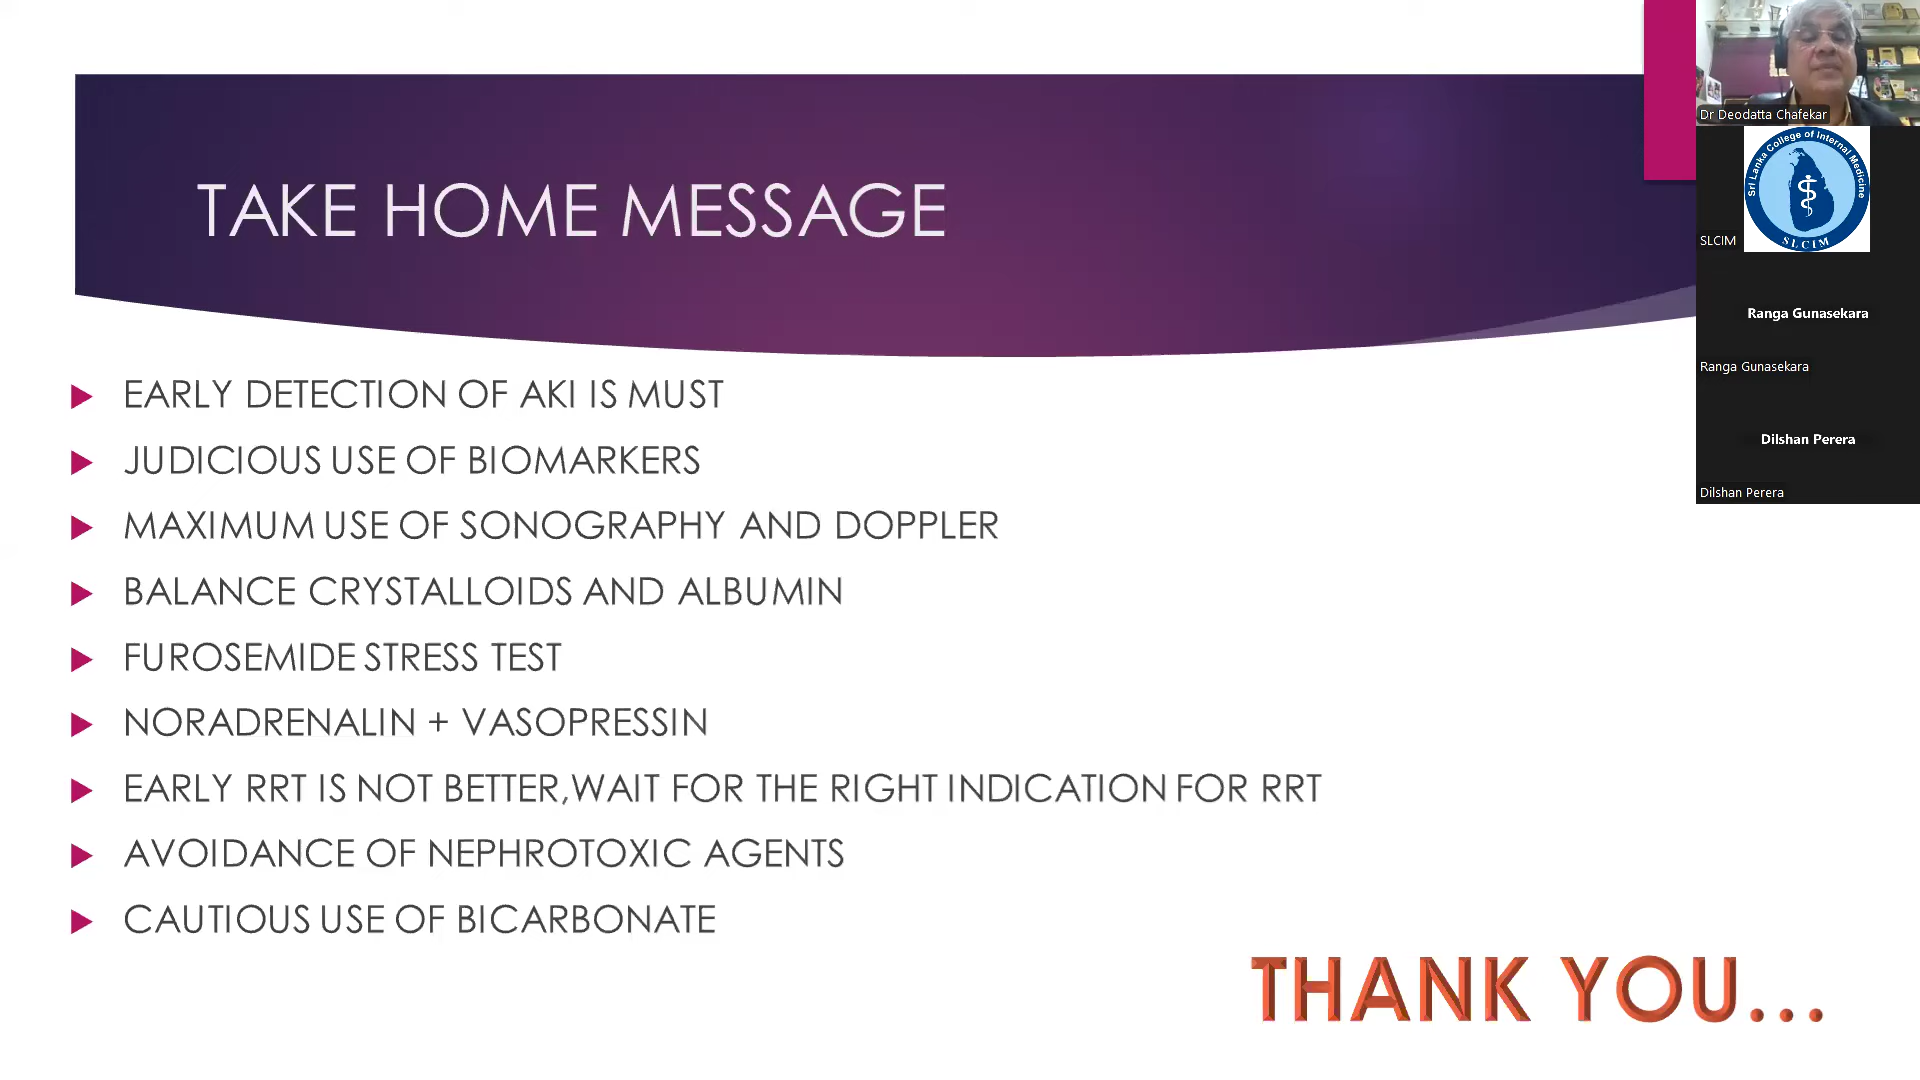 TAKE HOME MESSAGE
EARLY DETECTION OF AKI IS MUST
JUDICIOUS USE OF BIOMARKERS
MAXIMUM USE OF SONOGRAPHY AND DOPPLER
BALANCE CRYSTALLOIDS AND ALBUMIN
FUROSEMIDE STRESS TEST
NORADRENALIN + VASOPRESSIN
EARLY RRT IS NOT BETTER,WAIT FOR THE RIGHT INDICATION FOR RRT
AVOIDANCE OF NEPHROTOXIC AGENTS
CAUTIOUS USE OF BICARBONATE
THANK YOU...
Dr Deodatta Chafekar
Sri Lanka College of Internal Medicine
SLCIM
SLCIM
Ranga Gunasekara
Ranga Gunasekara
Dilshan Perera
Dilshan Perera